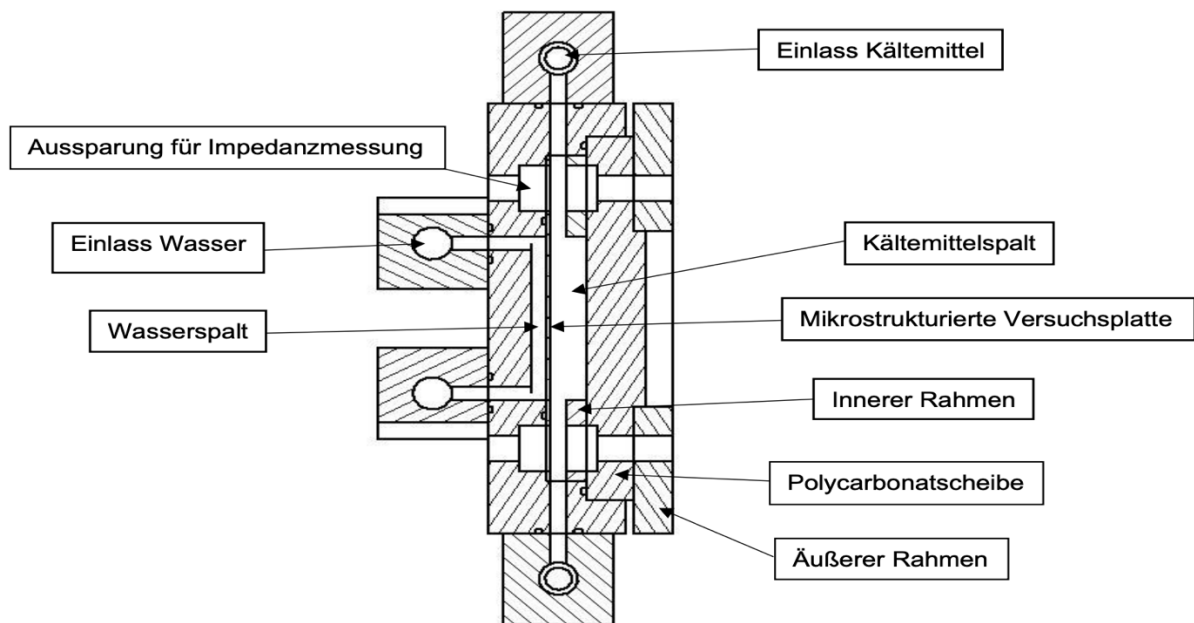 Einlass Kältemittel
Aussparung für Impedanzmessung
Einlass Wasser
Kältemittelspalt
Wasserspalt
Mikrostrukturierte Versuchsplatte
Innerer Rahmen
Polycarbonatscheibe
Äußerer Rahmen